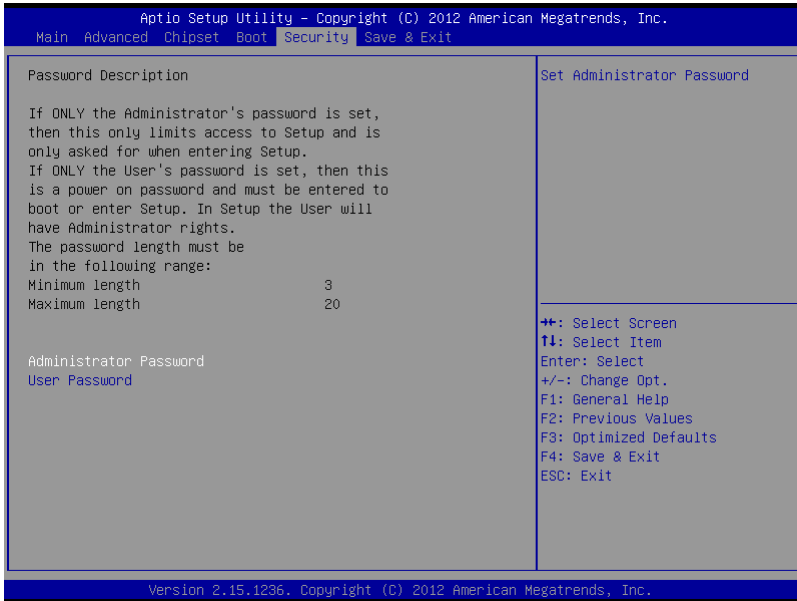 Aptio Setup Utility – Copyright (C) 2012 American Megatrends, Inc.
Main Advanced Chipset Boot Security Save & Exit
Password Description
If ONLY the Administrator's password is set,
then this only limits access to Setup and is
only asked for when entering Setup.
If ONLY the User's password is set, then this
is a power on password and must be entered to
boot or enter Setup. In Setup the User will
have Administrator rights.
The password length must be
in the following range:
Minimum length 3
Maximum length 20
Administrator Password
User Password
Set Administrator Password
→←: Select Screen
↑↓: Select Item
Enter: Select
+/-: Change Opt.
F1: General Help
F2: Previous Values
F3: Optimized Defaults
F4: Save & Exit
ESC: Exit
Version 2.15.1236. Copyright (C) 2012 American Megatrends, Inc.